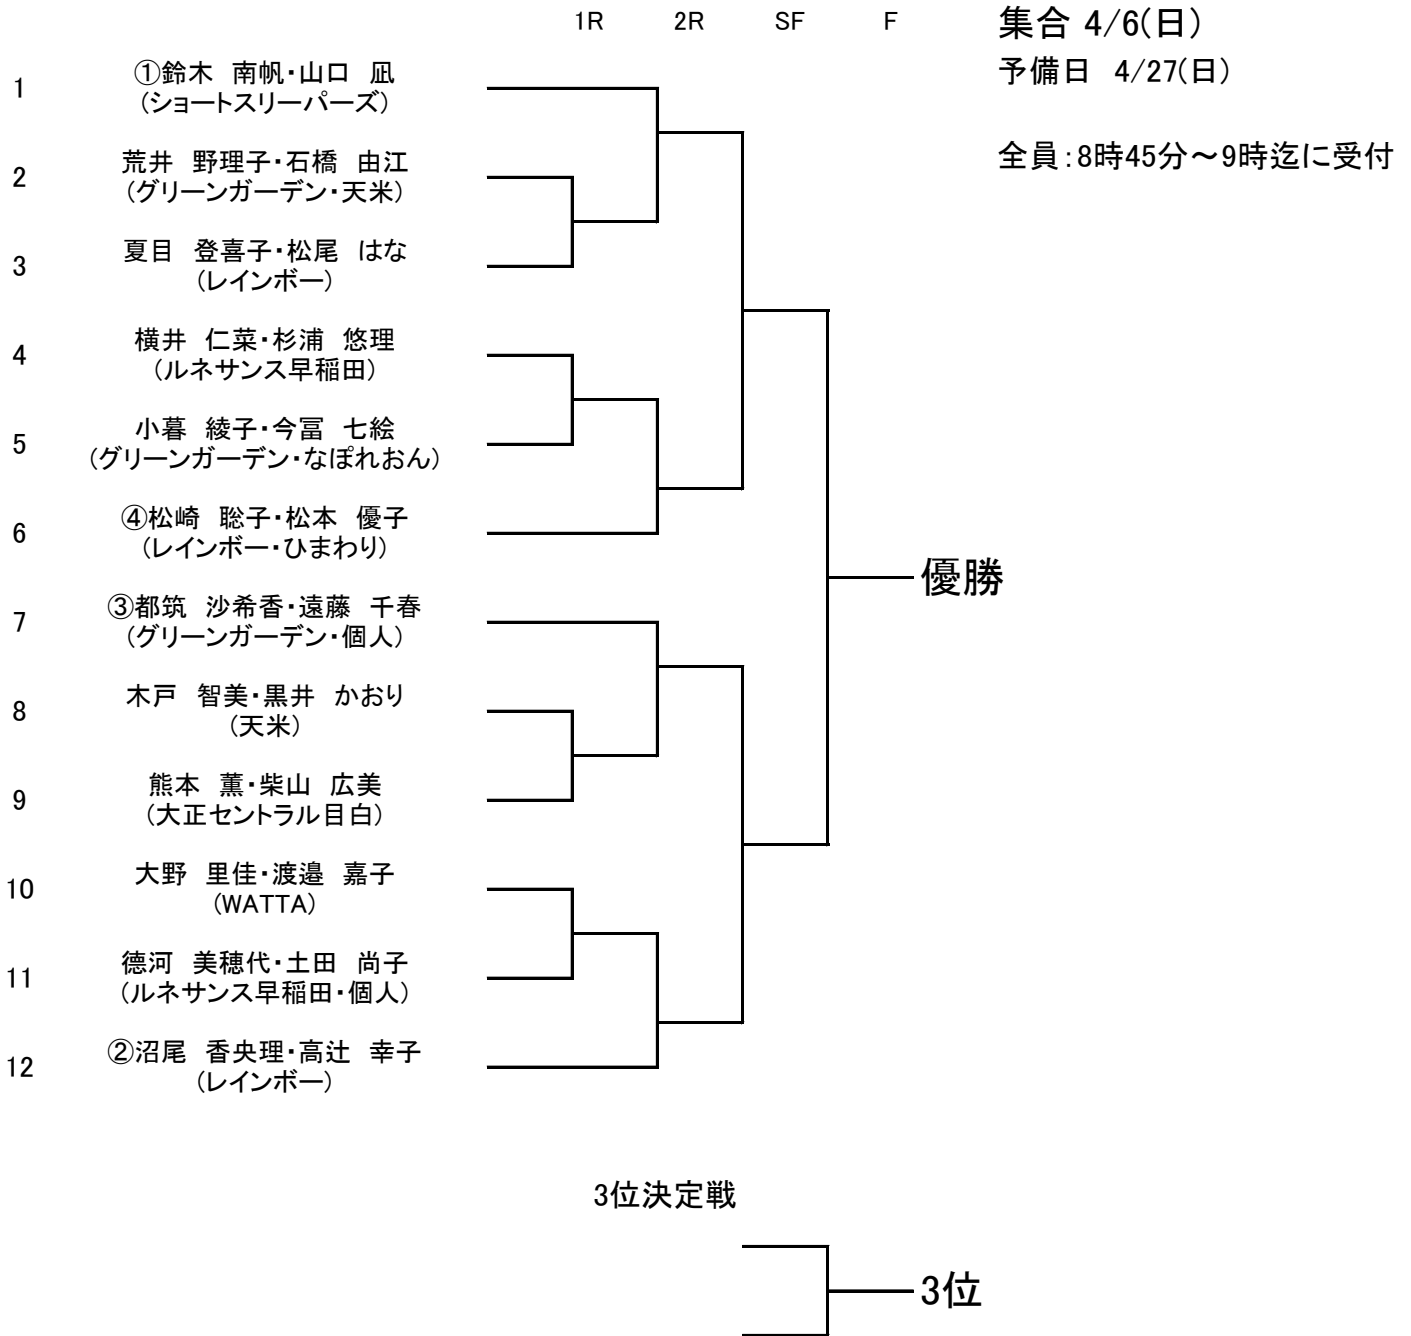 1R 2R SF F 集合 4/6(日)
予備日 4/27(日)
全員:8時45分～9時迄に受付
1 ①鈴木 南帆・山口 凪
(ショートスリーパーズ)
2 荒井 野理子・石橋 由江
(グリーンガーデン・天米)
3 夏目 登喜子・松尾 はな
(レインボー)
4 横井 仁菜・杉浦 悠理
(ルネサンス早稲田)
5 小暮 綾子・今冨 七絵
(グリーンガーデン・なぽれおん)
6 ④松崎 聡子・松本 優子
(レインボー・ひまわり)
優勝
7 ③都筑 沙希香・遠藤 千春
(グリーンガーデン・個人)
8 木戸 智美・黒井 かおり
(天米)
9 熊本 薫・柴山 広美
(大正セントラル目白)
10 大野 里佳・渡邉 嘉子
(WATTA)
11 德河 美穂代・土田 尚子
(ルネサンス早稲田・個人)
12 ②沼尾 香央理・高辻 幸子
(レインボー)
3位決定戦
3位